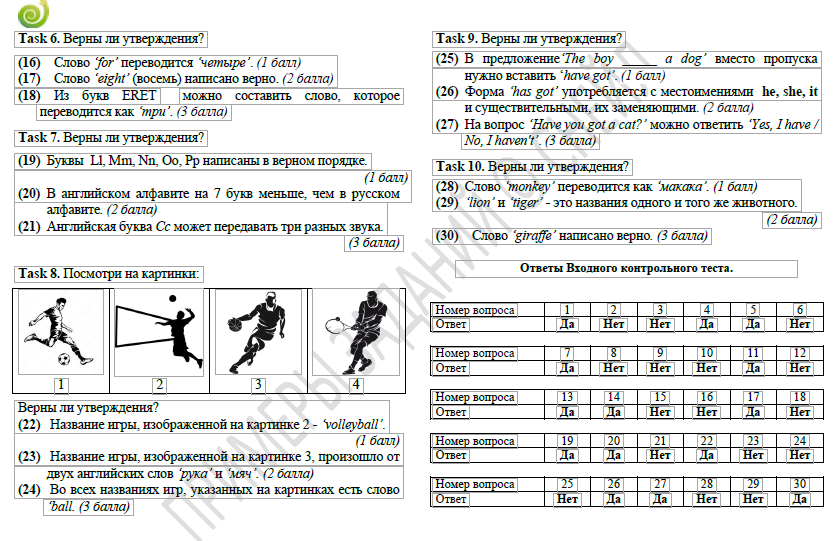 Task 6. Верны ли утверждения?
(16) Слово ‘for’ переводится ‘четыре’. (1 балл)
(17) Слово ‘eight’ (восемь) написано верно. (2 балла)
(18) Из букв ERET можно составить слово, которое
переводится как ‘три’. (3 балла)
Task 7. Верны ли утверждения?
(19) Буквы Ll, Mm, Nn, Oo, Pp написаны в верном порядке.
(1 балл)
(20) В английском алфавите на 7 букв меньше, чем в русском
алфавите. (2 балла)
(21) Английская буква Cc может передавать три разных звука.
(3 балла)
Task 8. Посмотри на картинки:
1 2 3 4
Верны ли утверждения?
(22) Название игры, изображенной на картинке 2 - ‘volleyball’.
(1 балл)
(23) Название игры, изображенной на картинке 3, произошло от
двух английских слов ‘рука’ и ‘мяч’. (2 балла)
(24) Во всех названиях игр, указанных на картинках есть слово
‘ball. (3 балла)
Task 9. Верны ли утверждения?
(25) В предложение ‘The boy _____ a dog’ вместо пропуска
нужно вставить ‘have got’. (1 балл)
(26) Форма ‘has got’ употребляется с местоимениями he, she, it
и существительными, их заменяющими. (2 балла)
(27) На вопрос ‘Have you got a cat?’ можно ответить ‘Yes, I have /
No, I haven't’. (3 балла)
Task 10. Верны ли утверждения?
(28) Слово ‘monkey’ переводится как ‘макака’. (1 балл)
(29) ‘lion’ и ‘tiger’ - это названия одного и того же животного.
(2 балла)
(30) Слово ‘giraffe’ написано верно. (3 балла)
Ответы Входного контрольного теста.
Номер вопроса 1 2 3 4 5 6
Ответ Да Нет Нет Да Да Нет
Номер вопроса 7 8 9 10 11 12
Ответ Да Нет Нет Нет Да Нет
Номер вопроса 13 14 15 16 17 18
Ответ Да Да Нет Нет Да Нет
Номер вопроса 19 20 21 22 23 24
Ответ Да Да Нет Да Нет Нет
Номер вопроса 25 26 27 28 29 30
Ответ Нет Да Да Нет Нет Да